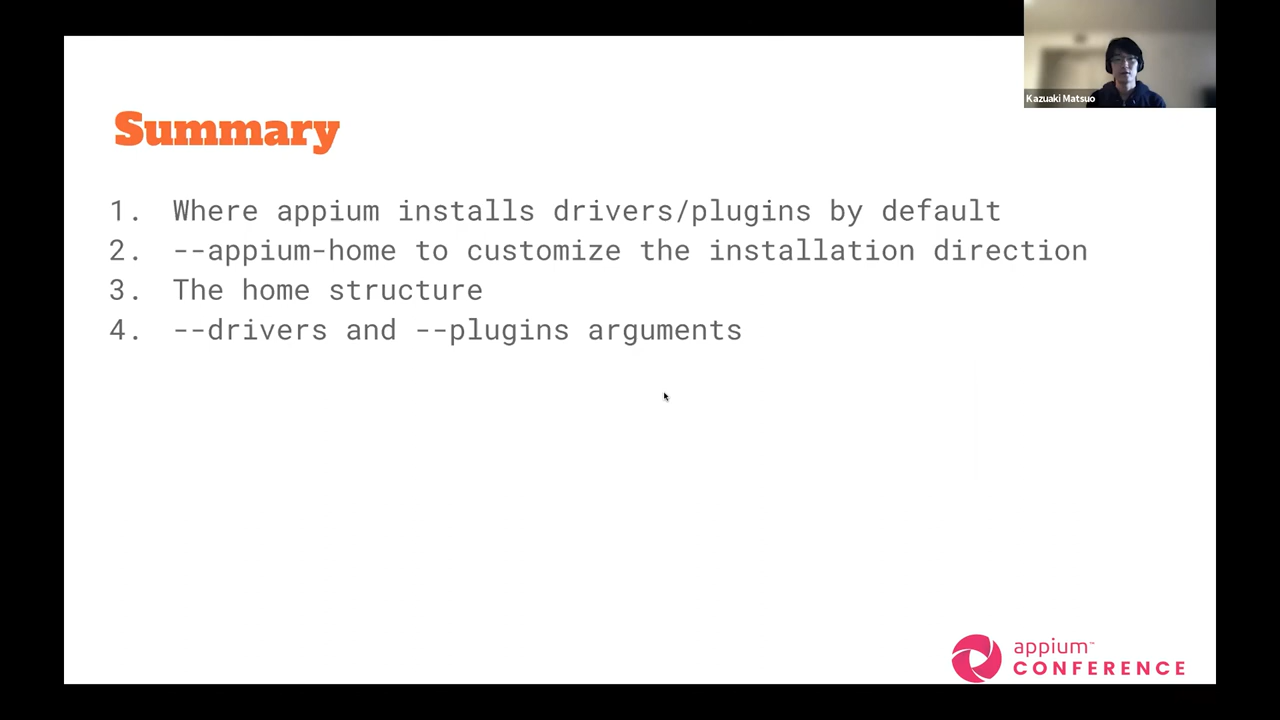 Kazuaki Matsuo
Summary
1. Where appium installs drivers/plugins by default
2. --appium-home to customize the installation direction
3. The home structure
4. --drivers and --plugins arguments
appium™
CONFERENCE